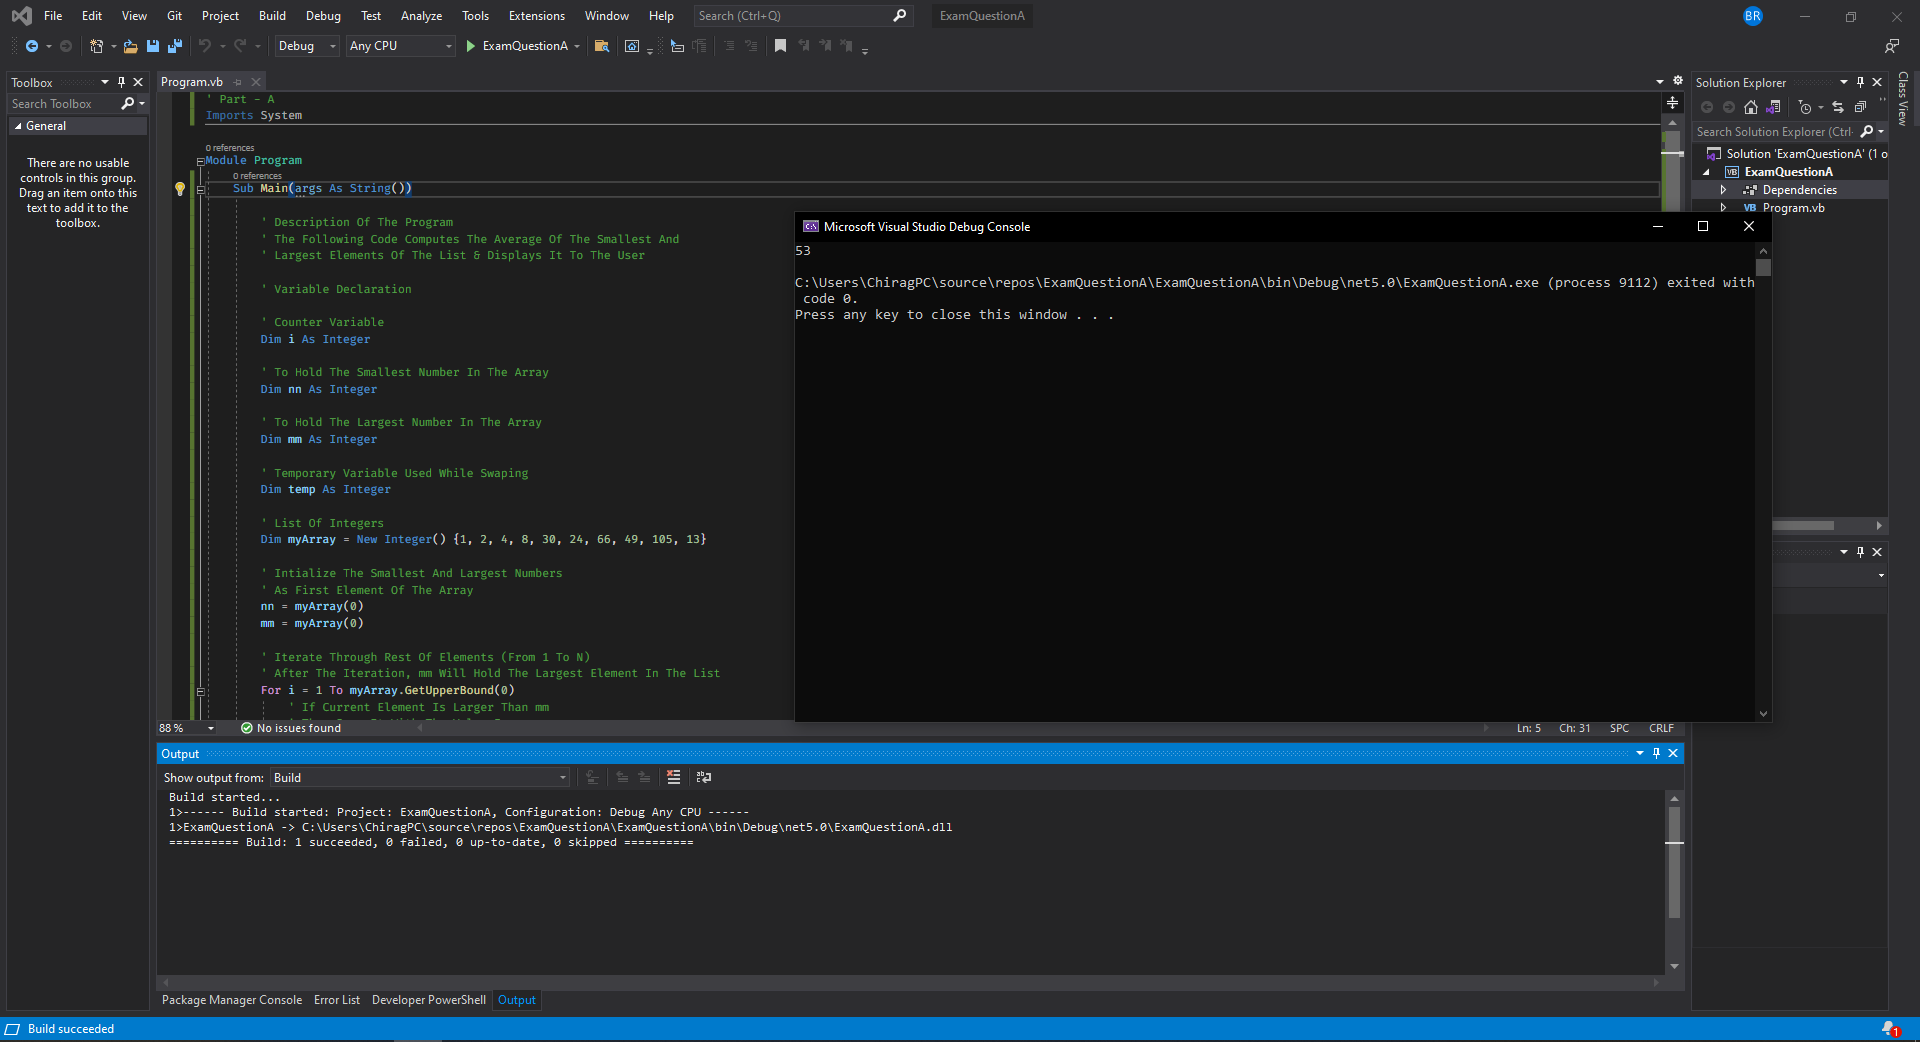 File Edit View Git Project Build Debug Test Analyze Tools Extensions Window Help Search (Ctrl+Q) ExamQuestionA BR
Debug Any CPU ExamQuestionA
Toolbox
Search Toolbox
General
There are no usable
controls in this group.
Drag an item onto this
text to add it to the
toolbox.
Program.vb
' Part - A
Imports System
0 references
Module Program
0 references
Sub Main(args As String())
' Description Of The Program
' The Following Code Computes The Average Of The Smallest And
' Largest Elements Of The List & Displays It To The User
' Variable Declaration
' Counter Variable
Dim i As Integer
' To Hold The Smallest Number In The Array
Dim nn As Integer
' To Hold The Largest Number In The Array
Dim mm As Integer
' Temporary Variable Used While Swaping
Dim temp As Integer
' List Of Integers
Dim myArray = New Integer() {1, 2, 4, 8, 30, 24, 66, 49, 105, 13}
' Intialize The Smallest And Largest Numbers
' As First Element Of The Array
nn = myArray(0)
mm = myArray(0)
' Iterate Through Rest Of Elements (From 1 To N)
' After The Iteration, mm Will Hold The Largest Element In The List
For i = 1 To myArray.GetUpperBound(0)
' If Current Element Is Larger Than mm
88 % No issues found Ln: 5 Ch: 31 SPC CRLF
Microsoft Visual Studio Debug Console
53
C:\Users\ChiragPC\source\repos\ExamQuestionA\ExamQuestionA\bin\Debug\net5.0\ExamQuestionA.exe (process 9112) exited with
code 0.
Press any key to close this window . . .
Solution Explorer
Search Solution Explorer (Ctrl-
Solution 'ExamQuestionA' (1 o
VB ExamQuestionA
Dependencies
VB Program.vb
Class View
Output
Show output from: Build
Build started...
1>------ Build started: Project: ExamQuestionA, Configuration: Debug Any CPU ------
1>ExamQuestionA -> C:\Users\ChiragPC\source\repos\ExamQuestionA\ExamQuestionA\bin\Debug\net5.0\ExamQuestionA.dll
========== Build: 1 succeeded, 0 failed, 0 up-to-date, 0 skipped ==========
Package Manager Console Error List Developer PowerShell Output
Build succeeded 1